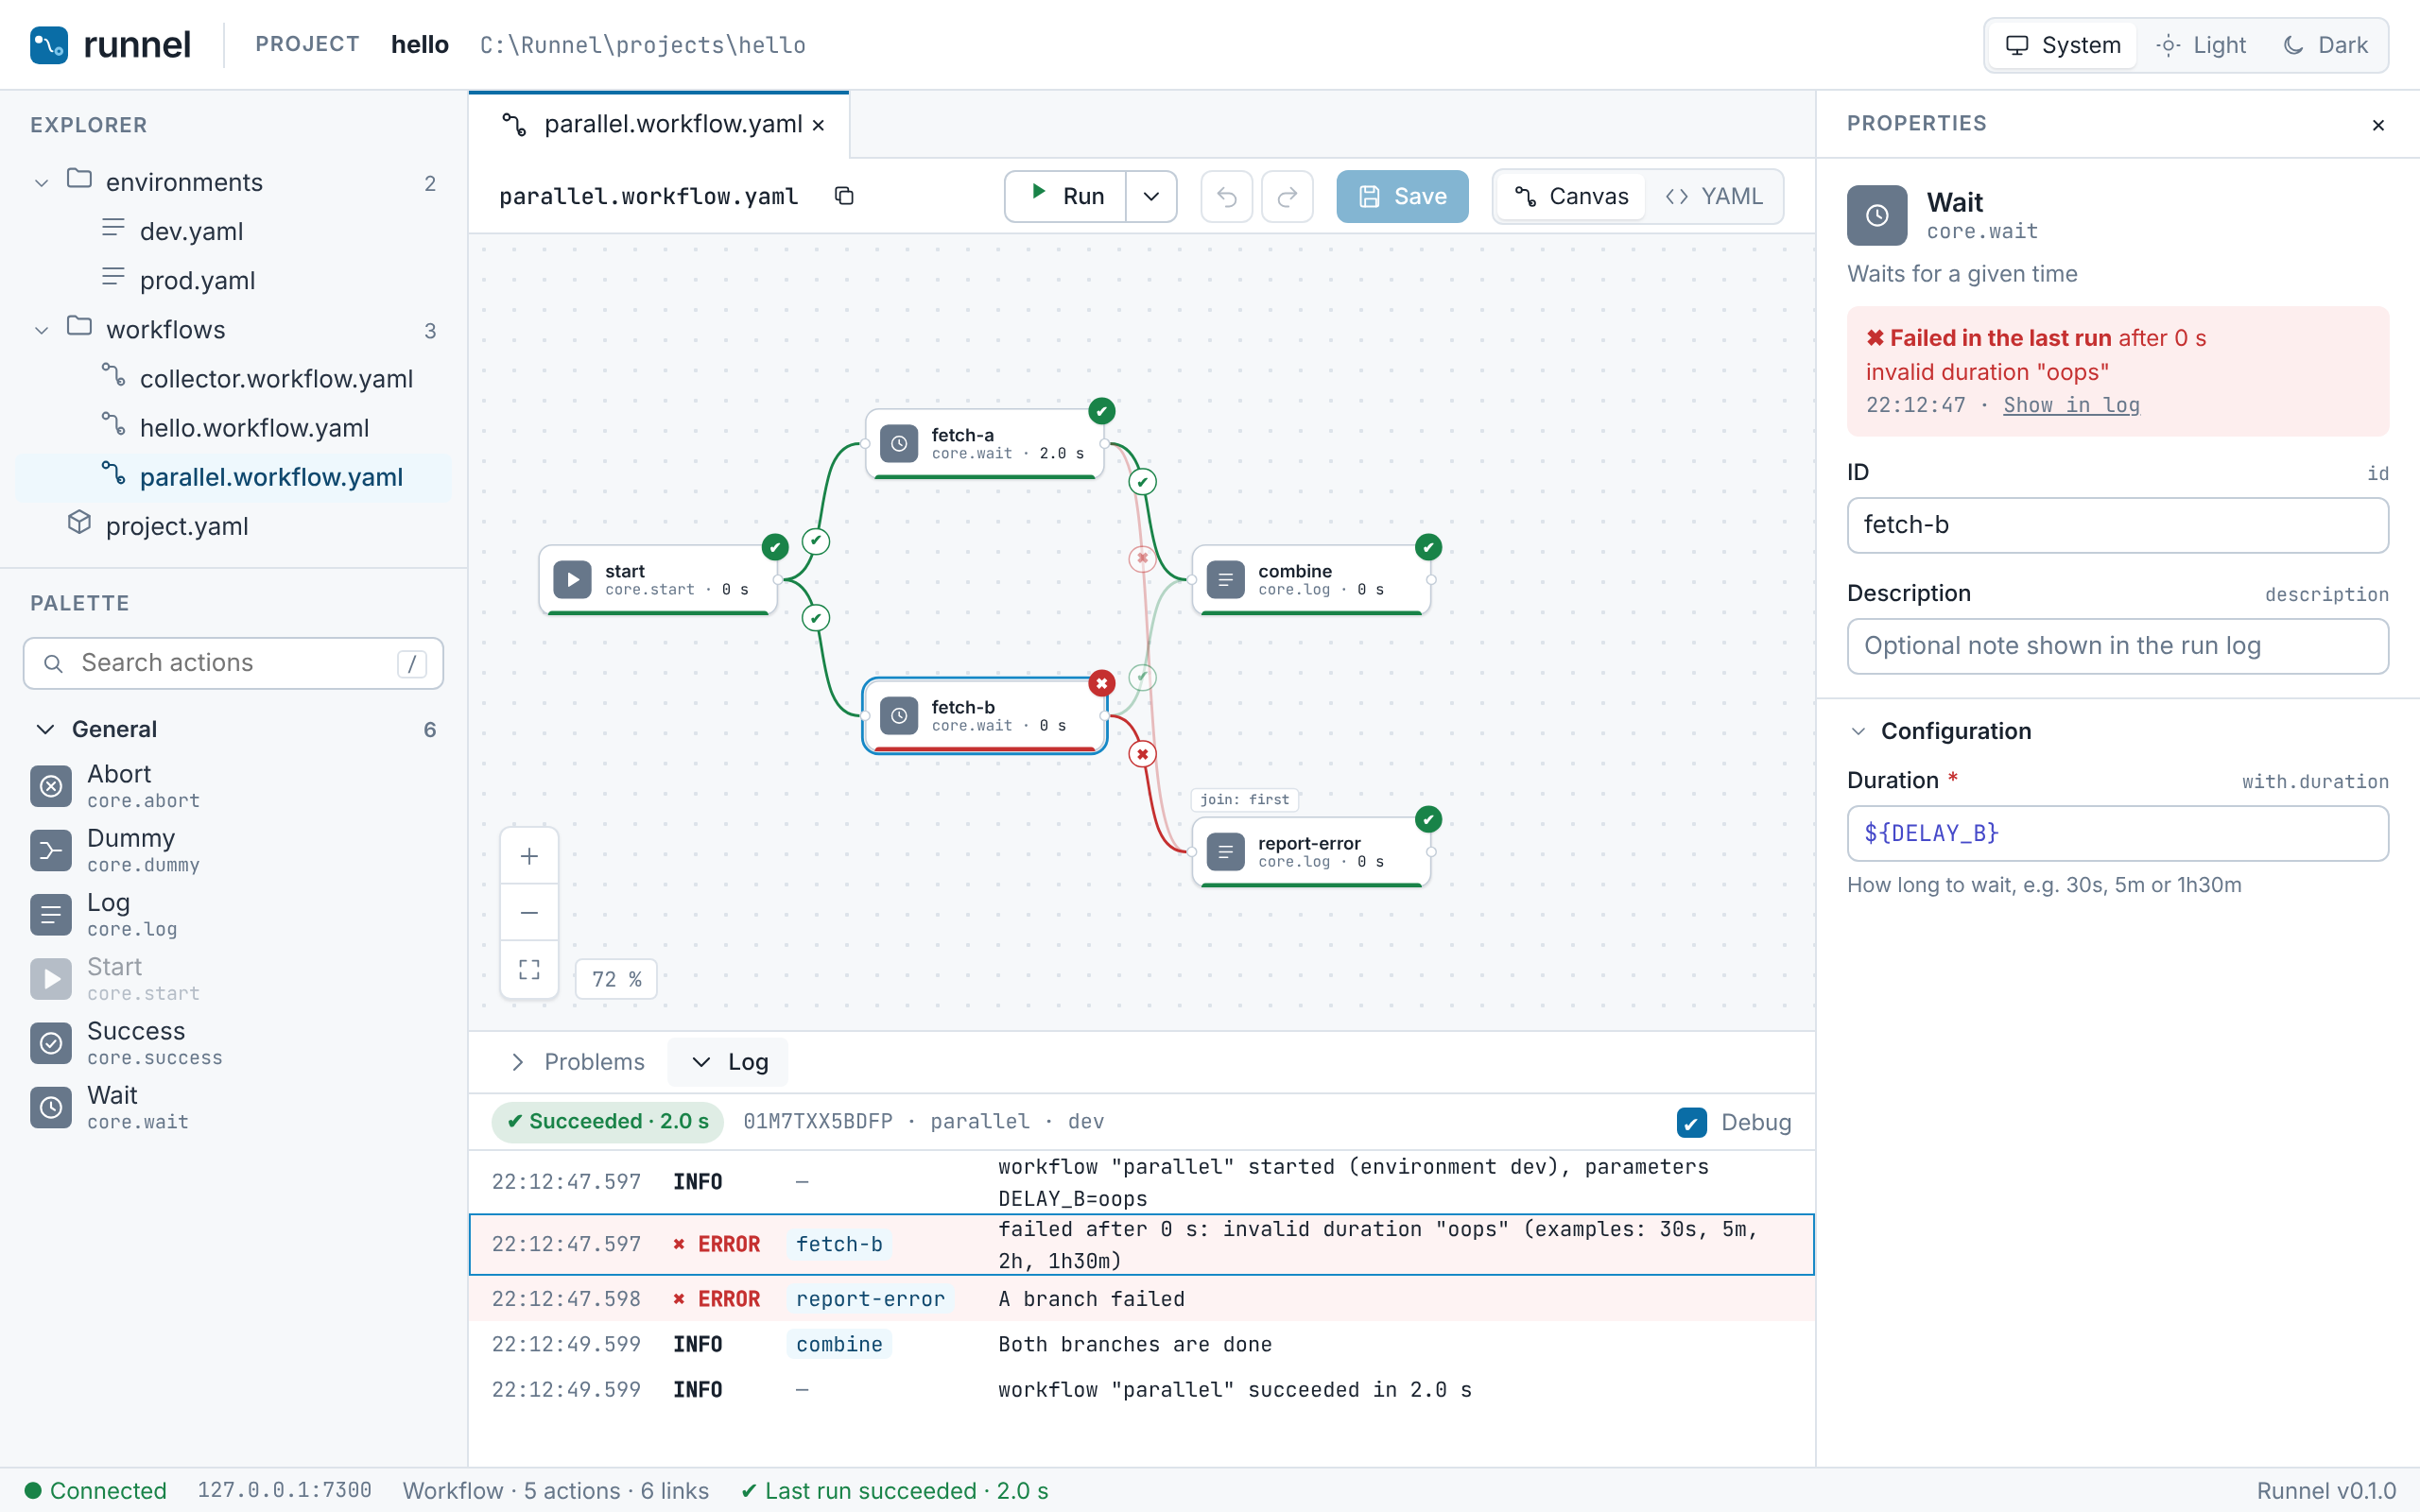 runnel
PROJECT hello C:\Runnel\projects\hello
System Light Dark
EXPLORER
environments 2
dev.yaml
prod.yaml
workflows 3
collector.workflow.yaml
hello.workflow.yaml
parallel.workflow.yaml
project.yaml
PALETTE
Search actions /
General 6
Abort
core.abort
Dummy
core.dummy
Log
core.log
Start
core.start
Success
core.success
Wait
core.wait
parallel.workflow.yaml ×
parallel.workflow.yaml
Run Save Canvas YAML
fetch-a
core.wait · 2.0 s
start
core.start · 0 s
combine
core.log · 0 s
fetch-b
core.wait · 0 s
join: first
report-error
core.log · 0 s
72 %
Problems Log
✔ Succeeded · 2.0 s 01M7TXX5BDFP · parallel · dev Debug
22:12:47.597 INFO — workflow "parallel" started (environment dev), parameters
DELAY_B=oops
22:12:47.597 ✖ ERROR fetch-b failed after 0 s: invalid duration "oops" (examples: 30s, 5m,
2h, 1h30m)
22:12:47.598 ✖ ERROR report-error A branch failed
22:12:49.599 INFO combine Both branches are done
22:12:49.599 INFO — workflow "parallel" succeeded in 2.0 s
PROPERTIES ×
Wait
core.wait
Waits for a given time
✖ Failed in the last run after 0 s
invalid duration "oops"
22:12:47 · Show in log
ID id
fetch-b
Description description
Optional note shown in the run log
Configuration
Duration * with.duration
${DELAY_B}
How long to wait, e.g. 30s, 5m or 1h30m
Connected 127.0.0.1:7300 Workflow · 5 actions · 6 links ✔ Last run succeeded · 2.0 s Runnel v0.1.0